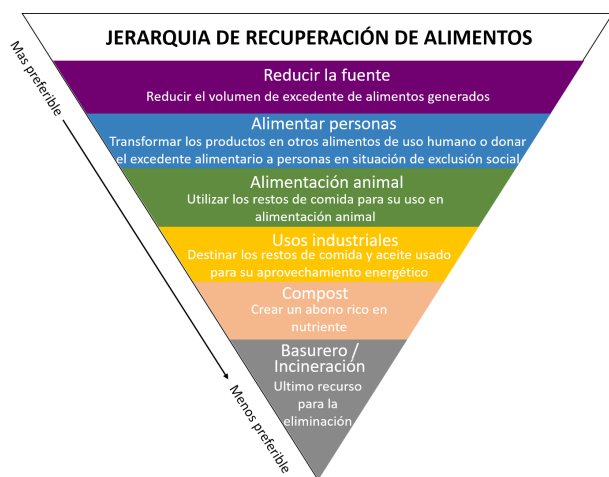 JERARQUIA DE RECUPERACIÓN DE ALIMENTOS
Mas preferible
Reducir la fuente
Reducir el volumen de excedente de alimentos generados
Alimentar personas
Transformar los productos en otros alimentos de uso humano o donar
el excedente alimentario a personas en situación de exclusión social
Alimentación animal
Utilizar los restos de comida para su uso en
alimentación animal
Usos industriales
Destinar los restos de comida y aceite usado
para su aprovechamiento energético
Compost
Crear un abono rico en
nutriente
Basurero /
Incineración
Ultimo recurso
para la
eliminación
Menos preferible